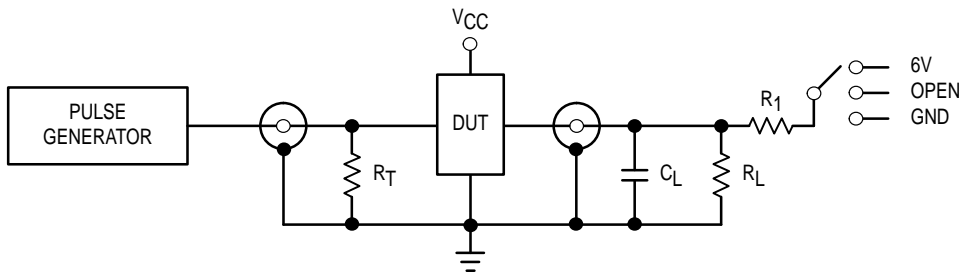 VCC
PULSE
GENERATOR
DUT
RT
CL
RL
R1
6V
OPEN
GND